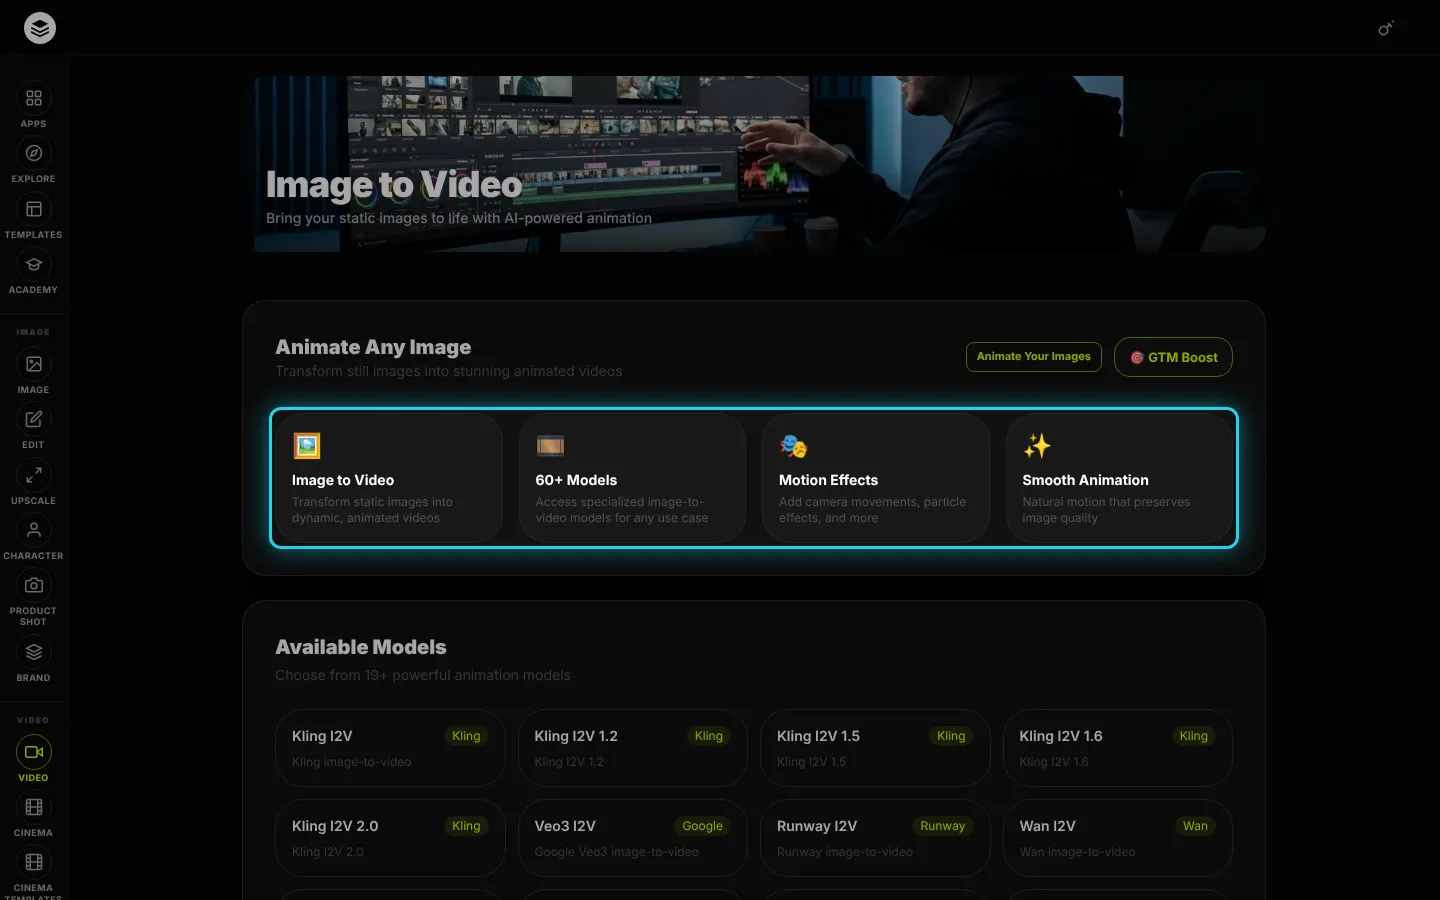 APPS
EXPLORE
TEMPLATES
ACADEMY
IMAGE
IMAGE
EDIT
UPSCALE
CHARACTER
PRODUCT
SHOT
BRAND
VIDEO
VIDEO
CINEMA
CINEMA
TEMPLATES
Image to Video
Bring your static images to life with AI-powered animation
Animate Any Image
Transform still images into stunning animated videos
Animate Your Images
🎯 GTM Boost
Image to Video
Transform static images into
dynamic, animated videos
60+ Models
Access specialized image-to-
video models for any use case
Motion Effects
Add camera movements, particle
effects, and more
Smooth Animation
Natural motion that preserves
image quality
Available Models
Choose from 19+ powerful animation models
Kling I2V
Kling
Kling image-to-video
Kling I2V 1.2
Kling
Kling I2V 1.2
Kling I2V 1.5
Kling
Kling I2V 1.5
Kling I2V 1.6
Kling
Kling I2V 1.6
Kling I2V 2.0
Kling
Kling I2V 2.0
Veo3 I2V
Google
Google Veo3 image-to-video
Runway I2V
Runway
Runway image-to-video
Wan I2V
Wan
Wan image-to-video